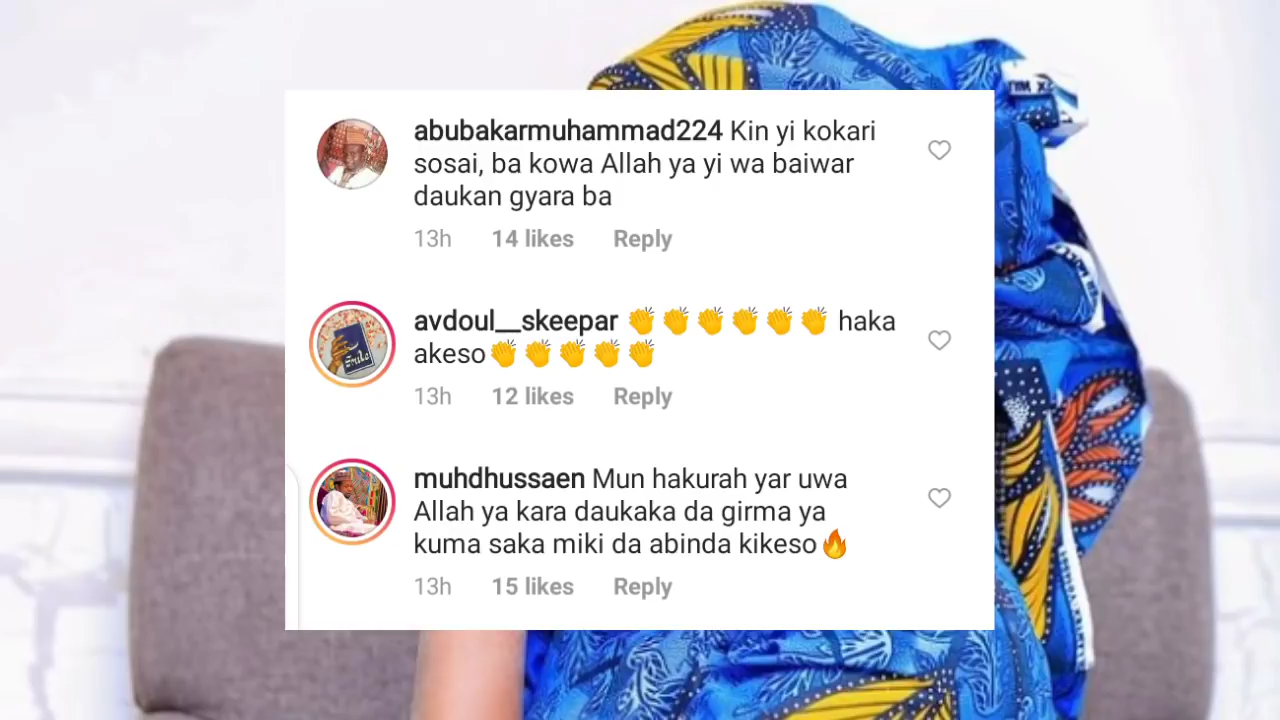 abubakarmuhammad224 Kin yi kokari
sosai, ba kowa Allah ya yi wa baiwar
daukan gyara ba
13h 14 likes Reply
avdoul__skeepar 👏👏👏👏👏👏 haka
akeso👏👏👏👏👏
13h 12 likes Reply
Smile
muhdhussaen Mun hakurah yar uwa
Allah ya kara daukaka da girma ya
kuma saka miki da abinda kikeso🔥
13h 15 likes Reply